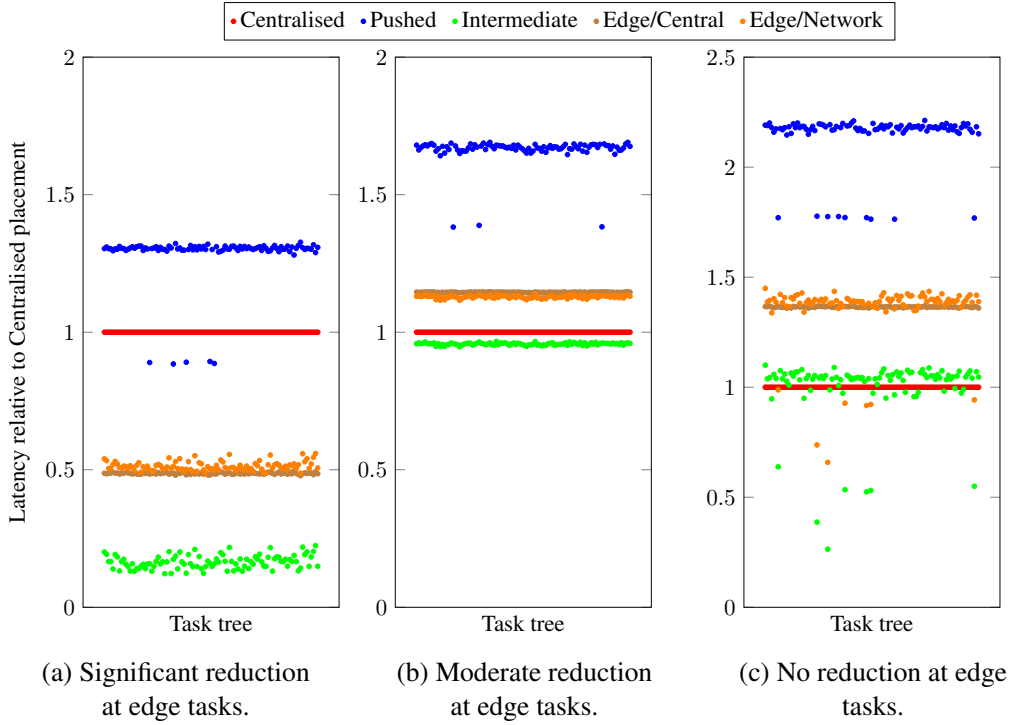 Centralised Pushed Intermediate Edge/Central Edge/Network
Latency relative to Centralised placement
2
1.5
1
0.5
0
Task tree
(a) Significant reduction
at edge tasks.
2
1.5
1
0.5
0
Task tree
(b) Moderate reduction
at edge tasks.
2.5
2
1.5
1
0.5
0
Task tree
(c) No reduction at edge
tasks.